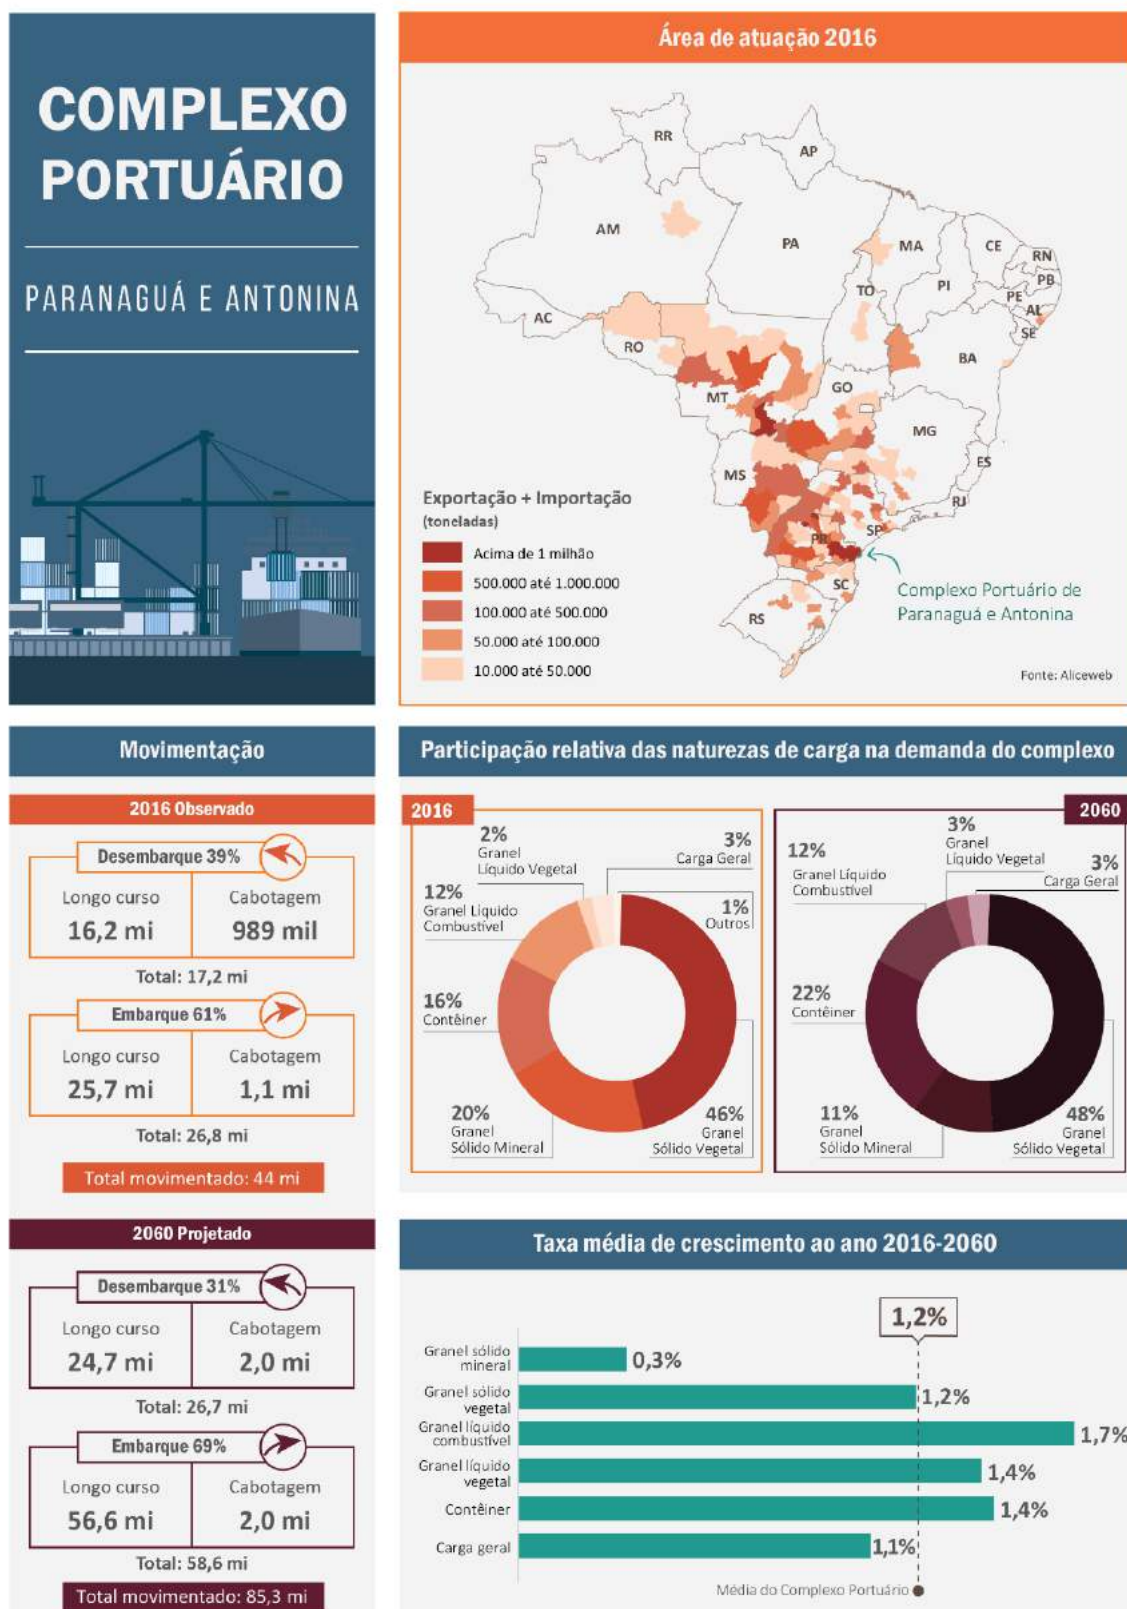 COMPLEXO
PORTUÁRIO
PARANAGUÁ E ANTONINA
Área de atuação 2016
RR
AP
AM
PA
MA
CE
RN
PB
PE
AL
SE
PI
TO
AC
RO
BA
MT
GO
MG
ES
MS
RJ
SP
PR
SC
RS
Exportação + Importação
(toneladas)
Acima de 1 milhão
500.000 até 1.000.000
100.000 até 500.000
50.000 até 100.000
10.000 até 50.000
Complexo Portuário de
Paranaguá e Antonina
Fonte: Aliceweb
Movimentação
2016 Observado
Desembarque 39%
Longo curso
16,2 mi
Cabotagem
989 mil
Total: 17,2 mi
Embarque 61%
Longo curso
25,7 mi
Cabotagem
1,1 mi
Total: 26,8 mi
Total movimentado: 44 mi
2060 Projetado
Desembarque 31%
Longo curso
24,7 mi
Cabotagem
2,0 mi
Total: 26,7 mi
Embarque 69%
Longo curso
56,6 mi
Cabotagem
2,0 mi
Total: 58,6 mi
Total movimentado: 85,3 mi
Participação relativa das naturezas de carga na demanda do complexo
2016
2%
Granel
Líquido Vegetal
3%
Carga Geral
12%
Granel Líquido
Combustível
1%
Outros
16%
Contêiner
20%
Granel
Sólido Mineral
46%
Granel
Sólido Vegetal
2060
3%
Granel
Líquido Vegetal
12%
Granel Líquido
Combustível
3%
Carga Geral
22%
Contêiner
11%
Granel
Sólido Mineral
48%
Granel
Sólido Vegetal
Taxa média de crescimento ao ano 2016-2060
1,2%
Granel sólido
mineral
0,3%
Granel sólido
vegetal
1,2%
Granel líquido
combustível
1,7%
Granel líquido
vegetal
1,4%
Contêiner
1,4%
Carga geral
1,1%
Média do Complexo Portuário